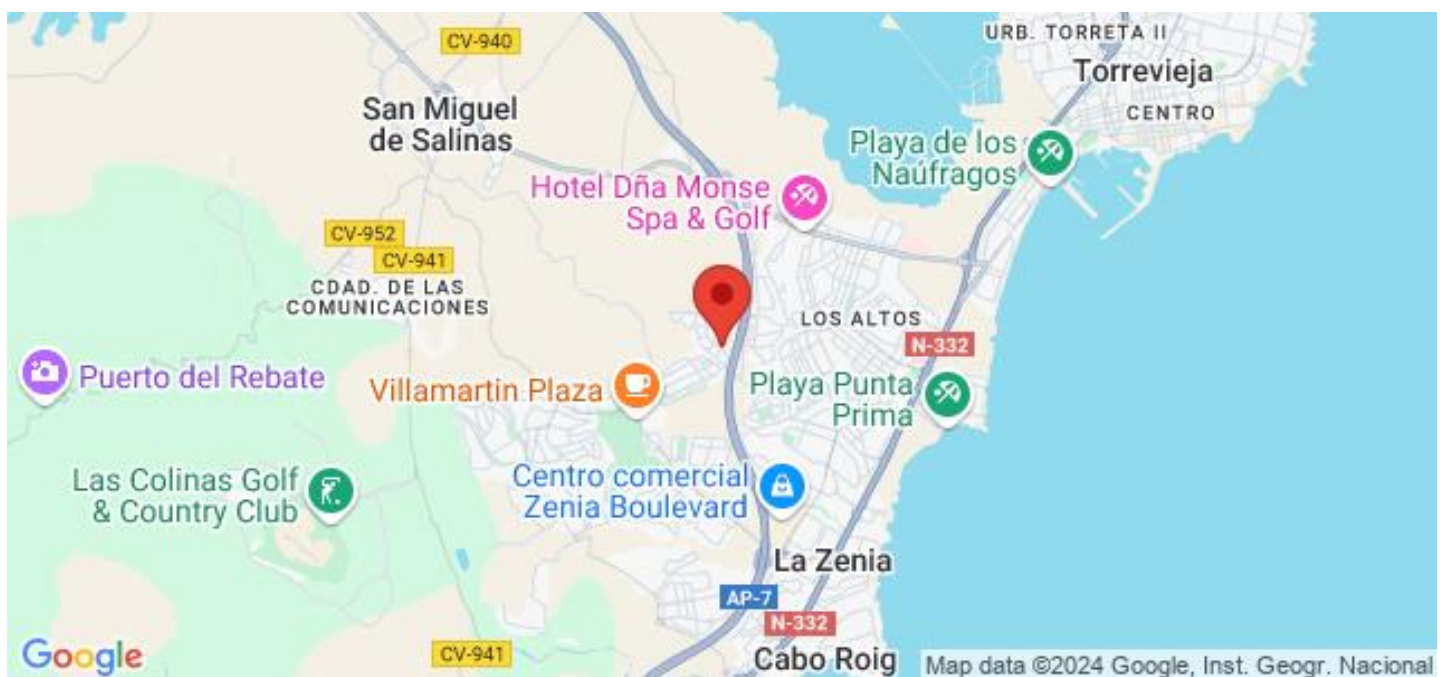 CV-940
URB. TORRETA II
Torrevieja
CENTRO
San Miguel
de Salinas
Playa de los
Naúfragos
Hotel Dña Monse
Spa & Golf
CV-952
CV-941
CDAD. DE LAS
COMUNICACIONES
LOS ALTOS
N-332
Puerto del Rebate
Villamartin Plaza
Playa Punta
Prima
Las Colinas Golf
& Country Club
Centro comercial
Zenia Boulevard
La Zenia
AP-7
N-332
CV-941
Cabo Roig
Google
Map data ©2024 Google, Inst. Geogr. Nacional